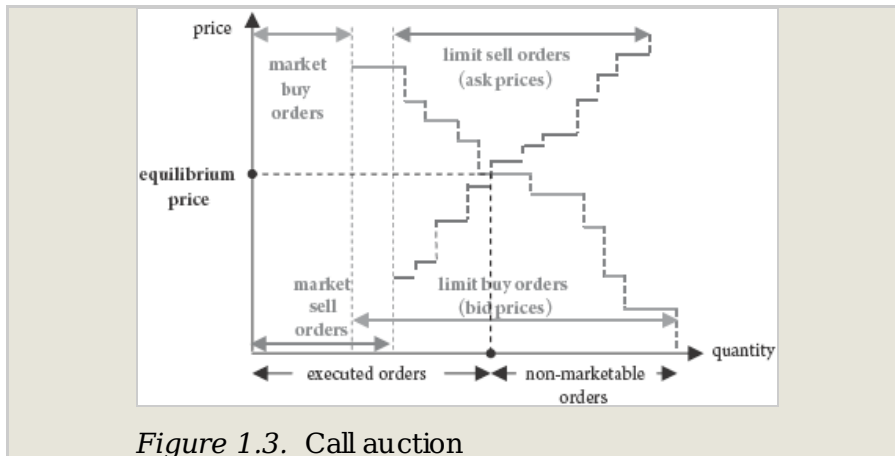 price
market
buy
orders
limit sell orders
(ask prices)
equilibrium
price
market
sell
orders
limit buy orders
(bid prices)
quantity
executed orders
non-marketable
orders
Figure 1.3. Call auction